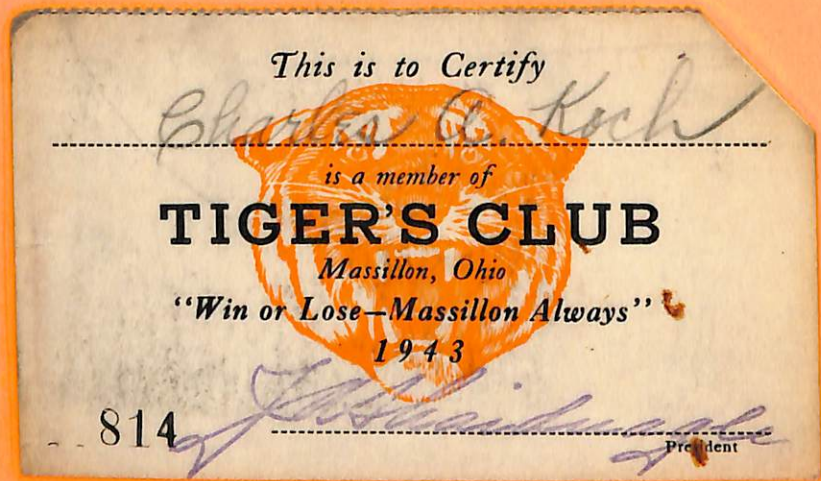 This is to Certify
Charles A. Koch
is a member of
TIGER'S CLUB
Massillon, Ohio
“Win or Lose—Massillon Always”
1943
814
President